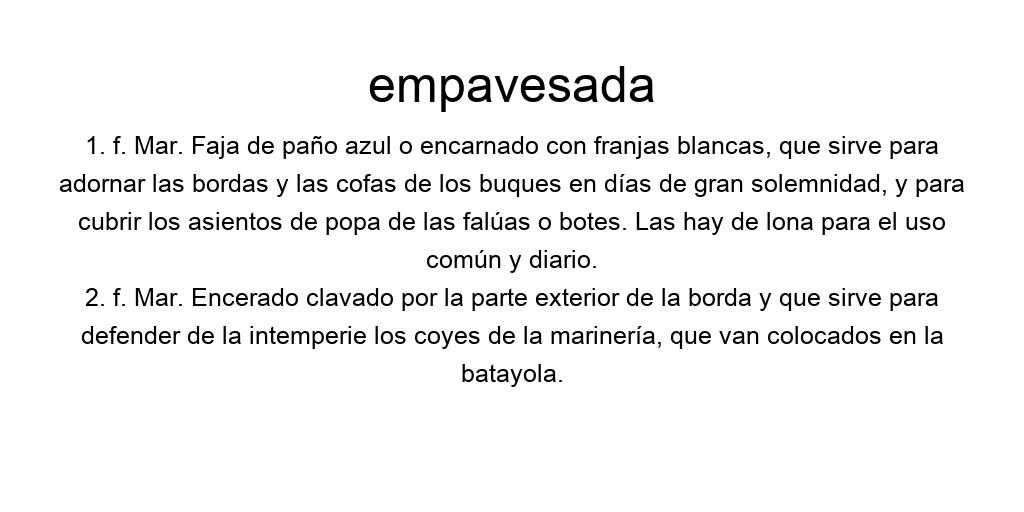 empavesada
1. f. Mar. Faja de paño azul o encarnado con franjas blancas, que sirve para
adornar las bordas y las cofas de los buques en días de gran solemnidad, y para
cubrir los asientos de popa de las falúas o botes. Las hay de lona para el uso
común y diario.
2. f. Mar. Encerado clavado por la parte exterior de la borda y que sirve para
defender de la intemperie los coyes de la marinería, que van colocados en la
batayola.